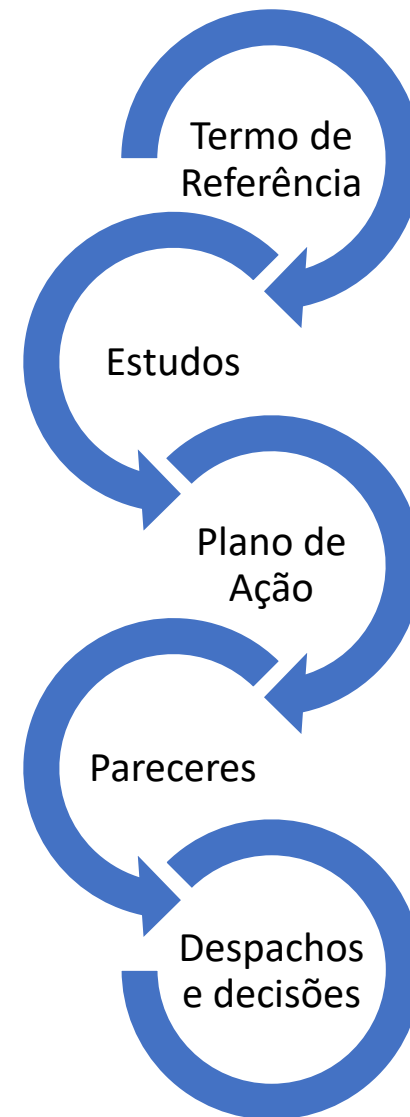 Termo de
Referência
Estudos
Plano de
Ação
Pareceres
Despachos
e decisões